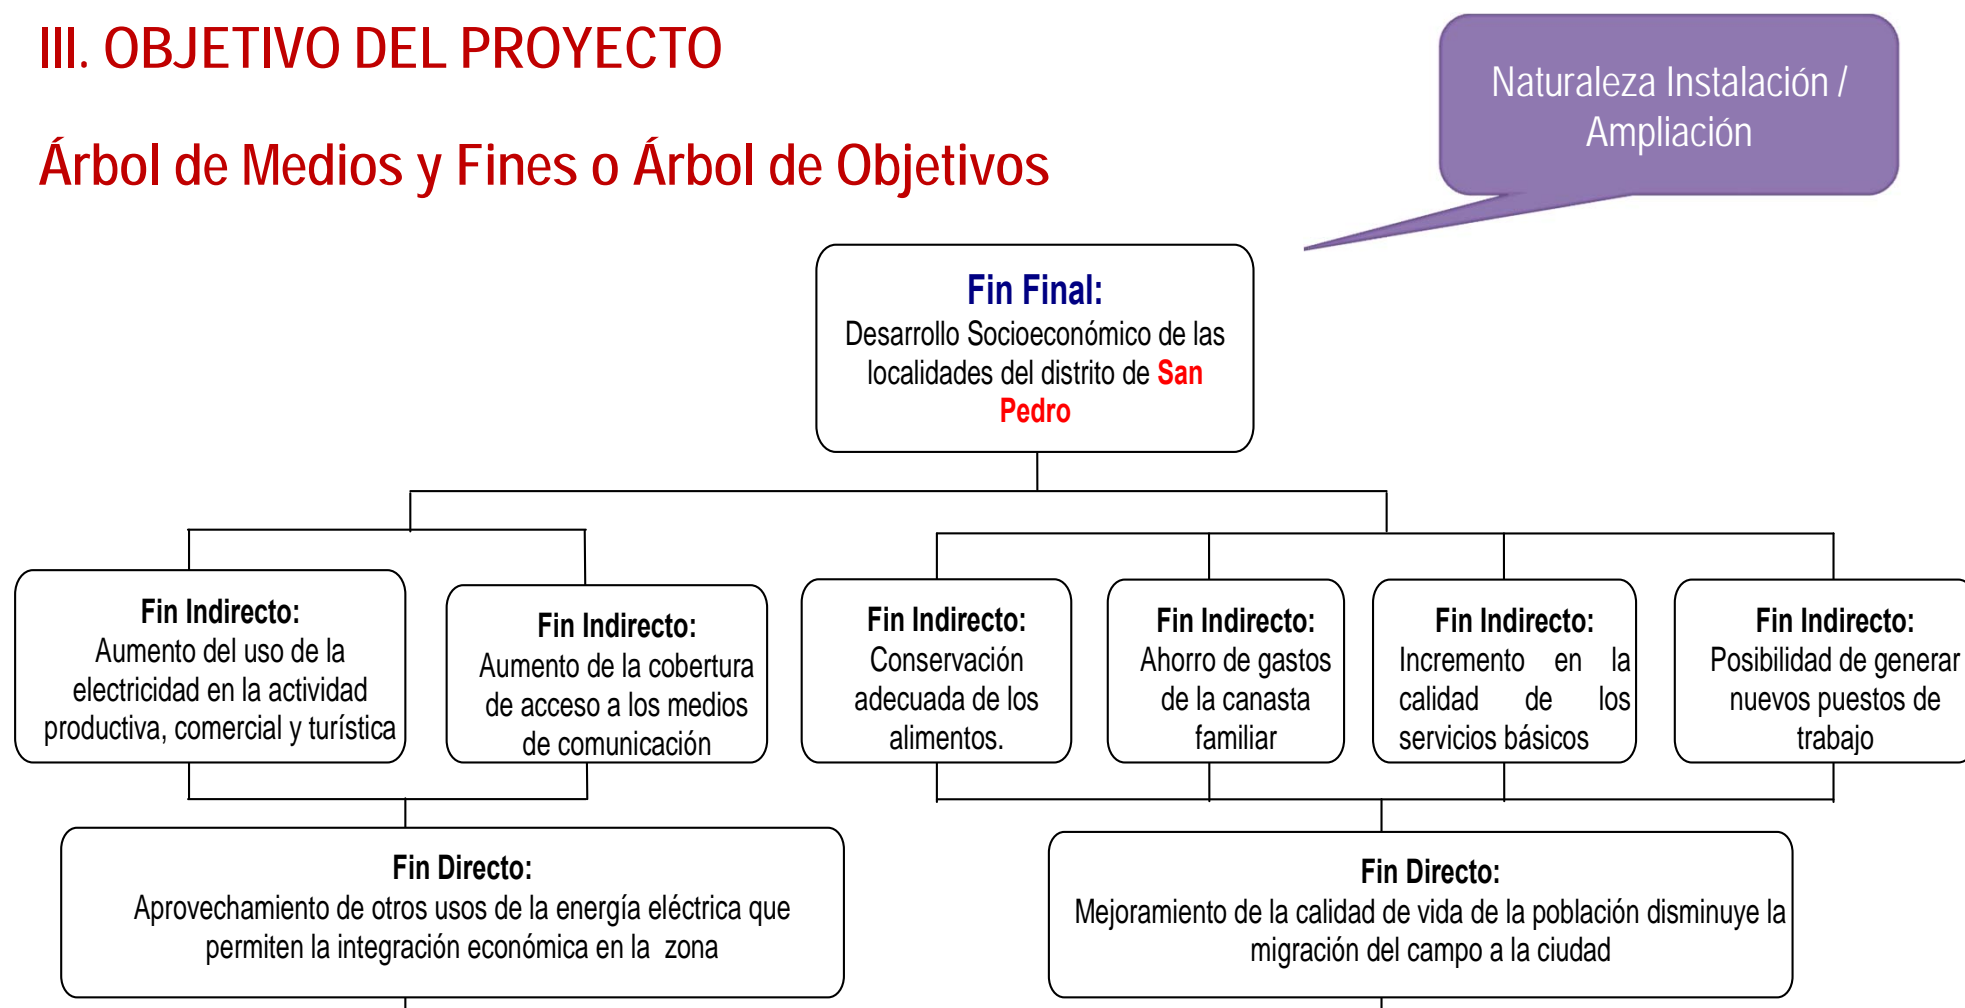 III. OBJETIVO DEL PROYECTO
Naturaleza Instalación /
Ampliación
Árbol de Medios y Fines o Árbol de Objetivos
Fin Final:
Desarrollo Socioeconómico de las
localidades del distrito de San
Pedro
Fin Indirecto:
Aumento del uso de la
electricidad en la actividad
productiva, comercial y turística
Fin Indirecto:
Aumento de la cobertura
de acceso a los medios
de comunicación
Fin Indirecto:
Conservación
adecuada de los
alimentos.
Fin Indirecto:
Ahorro de gastos
de la canasta
familiar
Fin Indirecto:
Incremento en la
calidad de los
servicios básicos
Fin Indirecto:
Posibilidad de generar
nuevos puestos de
trabajo
Fin Directo:
Aprovechamiento de otros usos de la energía eléctrica que
permiten la integración económica en la zona
Fin Directo:
Mejoramiento de la calidad de vida de la población disminuye la
migración del campo a la ciudad